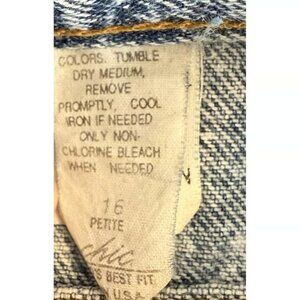 COLORS. TUMBLE
DRY MEDIUM,
REMOVE
PROMPTLY, COOL
IRON IF NEEDED
ONLY NON-
CHLORINE BLEACH
WHEN NEEDED
16
PETITE
chic
S BEST FIT.
U.S.A.